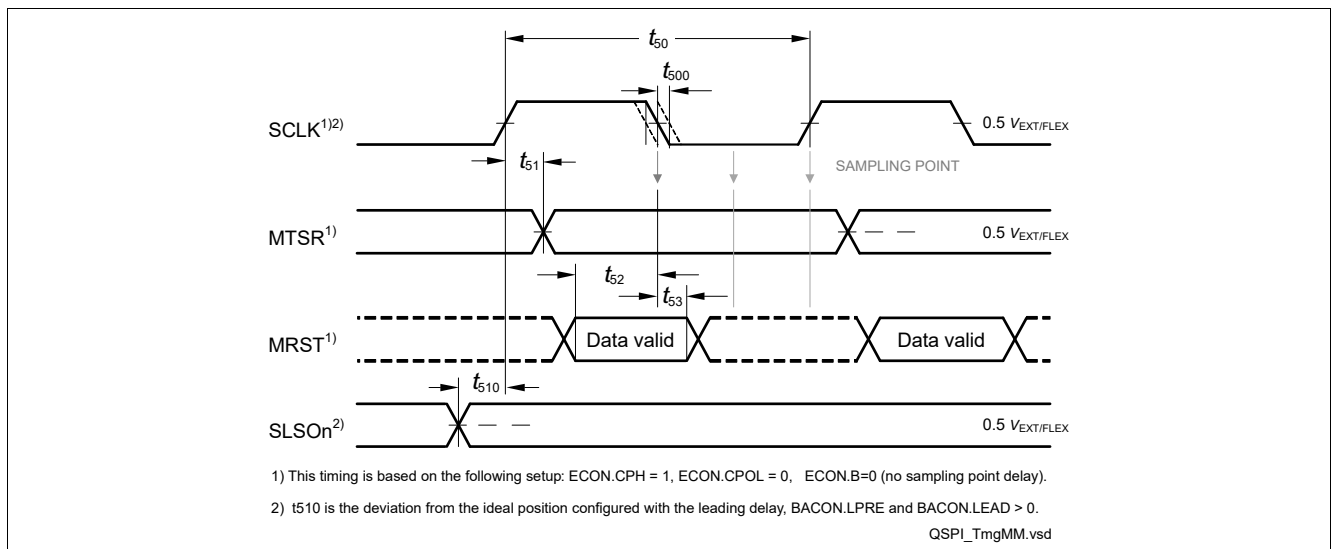 t50
t500
SCLK1)2)
0.5 VEXT/FLEX
t51
SAMPLING POINT
MTSR1)
0.5 VEXT/FLEX
t52
t53
MRST1)
Data valid
Data valid
t510
SLSOn2)
0.5 VEXT/FLEX
1) This timing is based on the following setup: ECON.CPH = 1, ECON.CPOL = 0, ECON.B=0 (no sampling point delay).
2) t510 is the deviation from the ideal position configured with the leading delay, BACON.LPRE and BACON.LEAD > 0.
QSPI_TmgMM.vsd